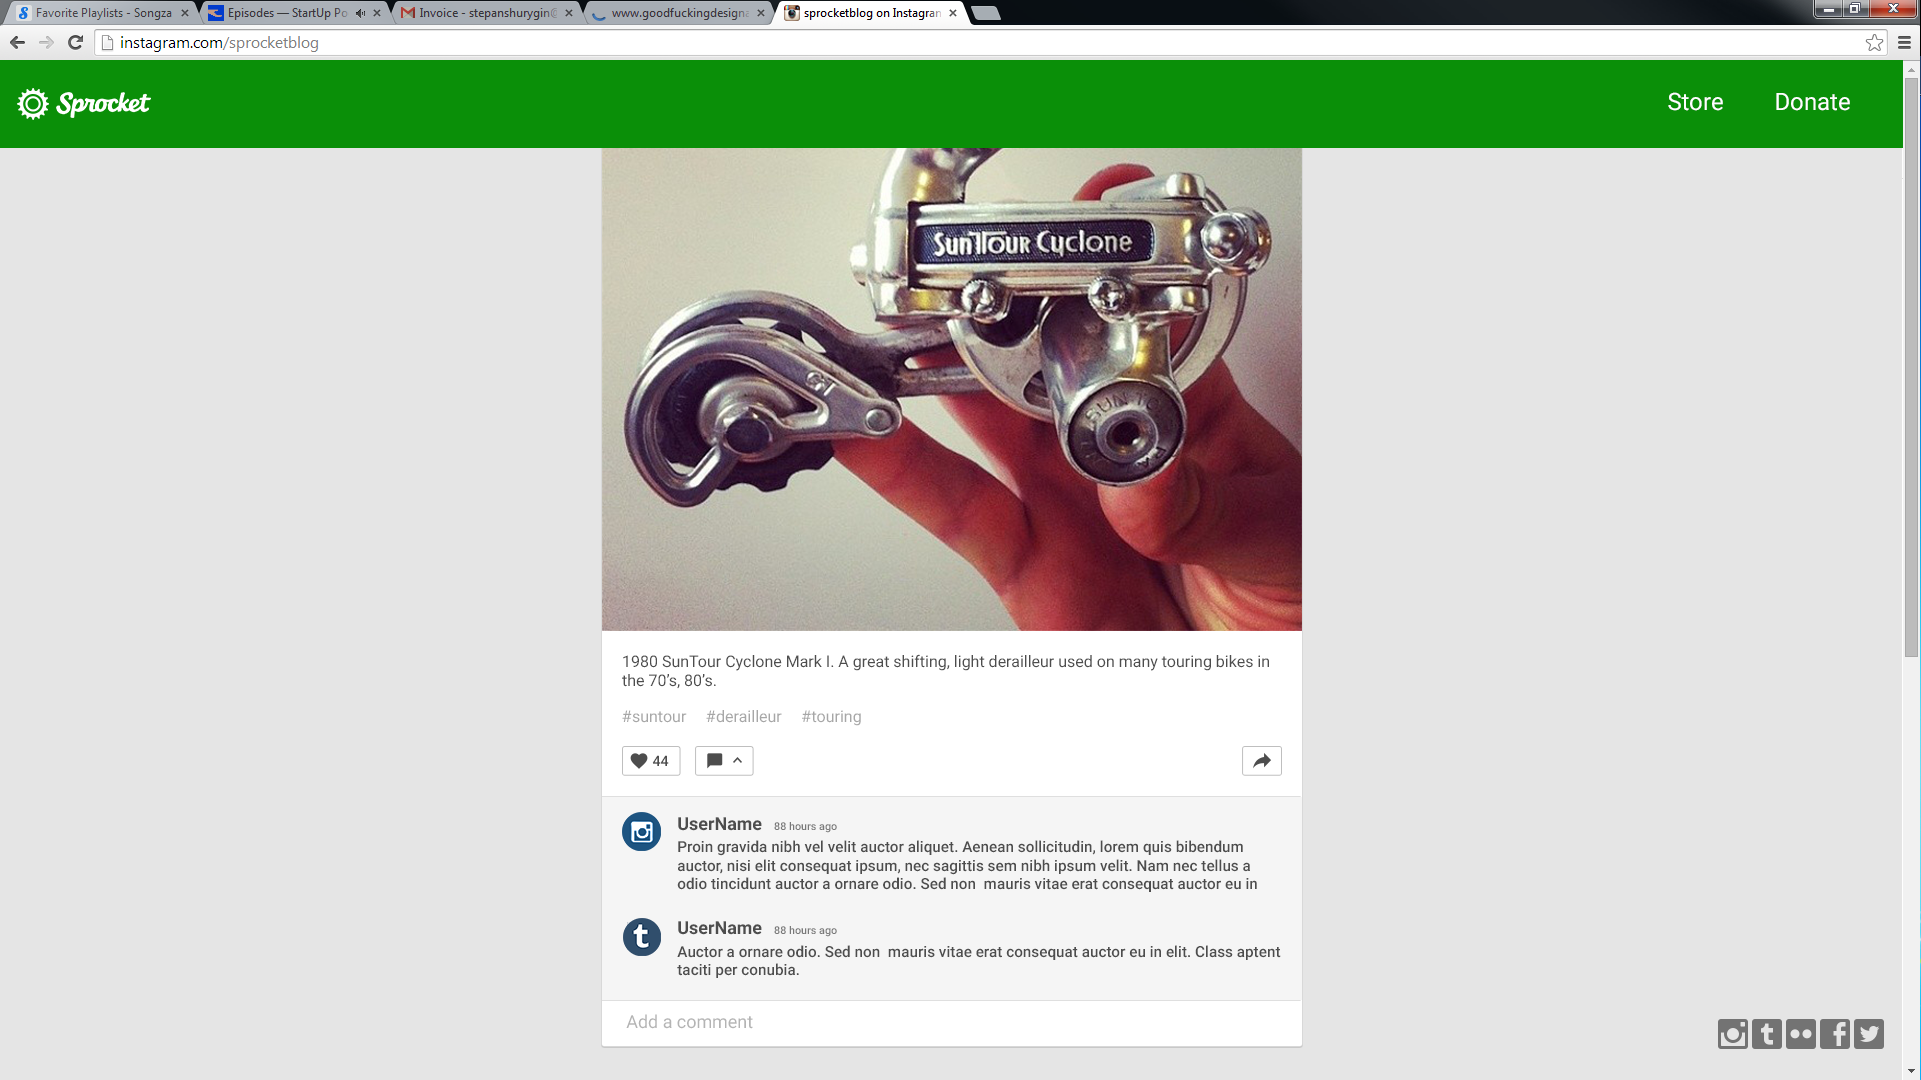 Favorite Playlists - Songza
Episodes — StartUp Po
Invoice - stepanshurygin@
www.goodfuckingdesigna
sprocketblog on Instagram
instagram.com/sprocketblog
Sprocket
Store
Donate
SunTour Cyclone
SUN TOUR
1980 SunTour Cyclone Mark I. A great shifting, light derailleur used on many touring bikes in
the 70’s, 80’s.
#suntour #derailleur #touring
44
UserName 88 hours ago
Proin gravida nibh vel velit auctor aliquet. Aenean sollicitudin, lorem quis bibendum
auctor, nisi elit consequat ipsum, nec sagittis sem nibh ipsum velit. Nam nec tellus a
odio tincidunt auctor a ornare odio. Sed non  mauris vitae erat consequat auctor eu in
UserName 88 hours ago
Auctor a ornare odio. Sed non  mauris vitae erat consequat auctor eu in elit. Class aptent
taciti per conubia.
Add a comment